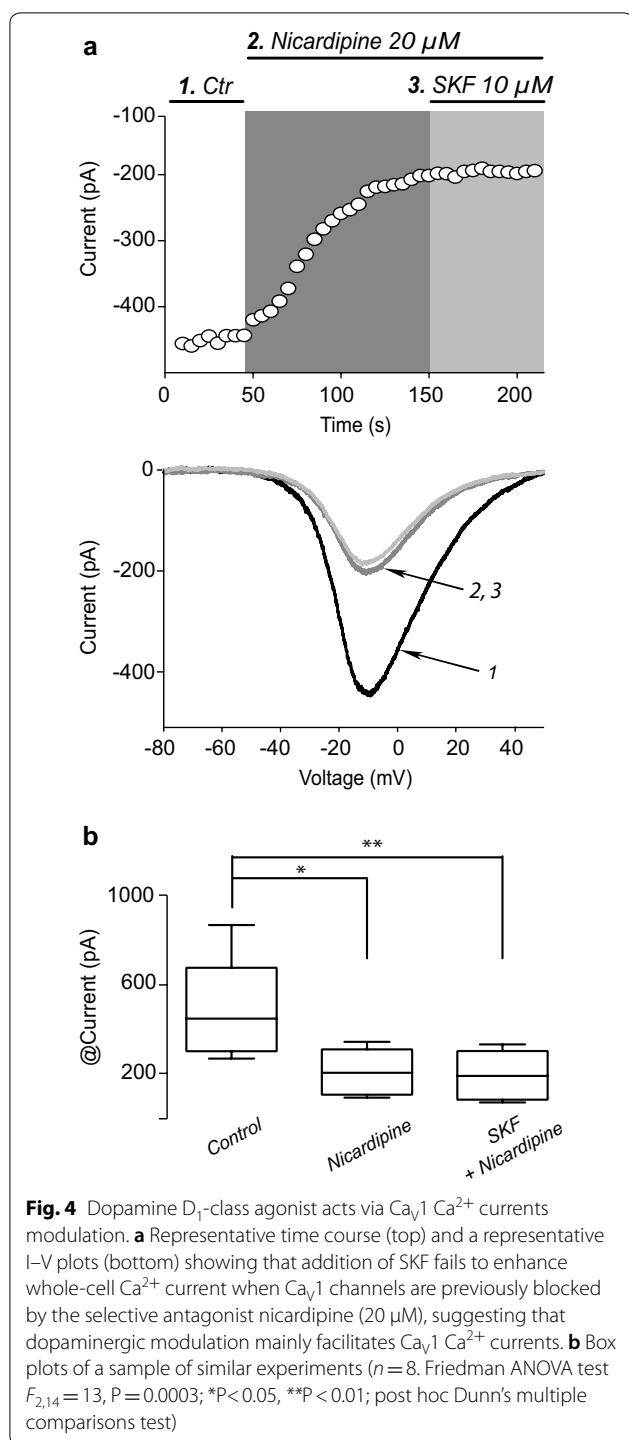 a
2. Nicardipine 20 µM
1. Ctr
3. SKF 10 µM
-100
-200
-300
-400
Current (pA)
0 50 100 150 200
Time (s)
0
-200
-400
Current (pA)
2, 3
1
-80 -60 -40 -20 0 20 40
Voltage (mV)
b
**
*
1000
600
200
@Current (pA)
Control
Nicardipine
SKF
+ Nicardipine
Fig. 4 Dopamine D₁-class agonist acts via Caᵥ1 Ca²⁺ currents
modulation. a Representative time course (top) and a representative
I–V plots (bottom) showing that addition of SKF fails to enhance
whole-cell Ca²⁺ current when Caᵥ1 channels are previously blocked
by the selective antagonist nicardipine (20 µM), suggesting that
dopaminergic modulation mainly facilitates Caᵥ1 Ca²⁺ currents. b Box
plots of a sample of similar experiments (n = 8. Friedman ANOVA test
F₂,₁₄ = 13, P = 0.0003; *P < 0.05, **P < 0.01; post hoc Dunn's multiple
comparisons test)